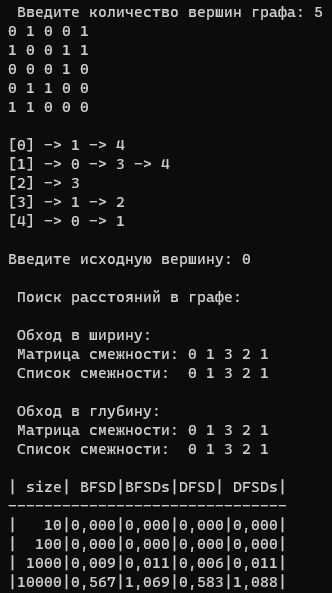 Введите количество вершин графа: 5
0 1 0 0 1
1 0 0 1 1
0 0 0 1 0
0 1 1 0 0
1 1 0 0 0
[0] -> 1 -> 4
[1] -> 0 -> 3 -> 4
[2] -> 3
[3] -> 1 -> 2
[4] -> 0 -> 1
Введите исходную вершину: 0
Поиск расстояний в графе:
Обход в ширину:
Матрица смежности: 0 1 3 2 1
Список смежности:  0 1 3 2 1
Обход в глубину:
Матрица смежности: 0 1 3 2 1
Список смежности:  0 1 3 2 1
| size| BFSD|BFSDs|DFSD| DFSDs|
-------------------------------
|   10|0,000|0,000|0,000|0,000|
|  100|0,000|0,000|0,000|0,000|
| 1000|0,009|0,011|0,006|0,011|
|10000|0,567|1,069|0,583|1,088|